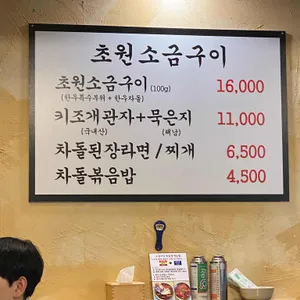 초원소금구이
초원소금구이 (100g) 16,000
(한우특수부위 + 한우차돌)
키조개관자+묵은지 11,000
(국내산) (해남)
차돌된장라면 / 찌개 6,500
차돌볶음밥 4,500